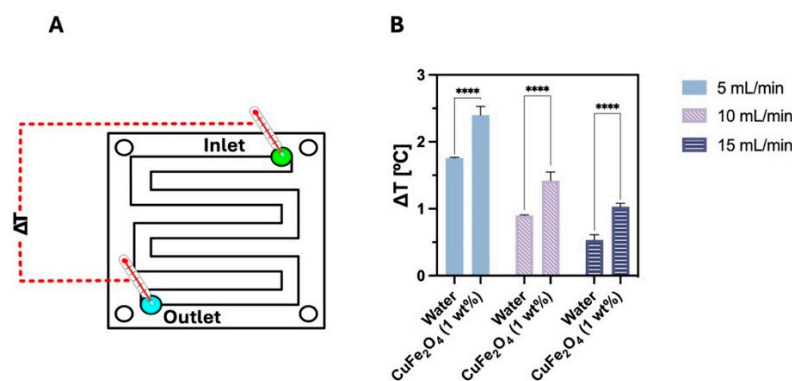 A
Inlet
ΔT
Outlet
B
ΔT [ºC]
3
2
1
0
****
****
****
Water
CuFe₂O₄ (1 wt%)
Water
CuFe₂O₄ (1 wt%)
Water
CuFe₂O₄ (1 wt%)
5 mL/min
10 mL/min
15 mL/min